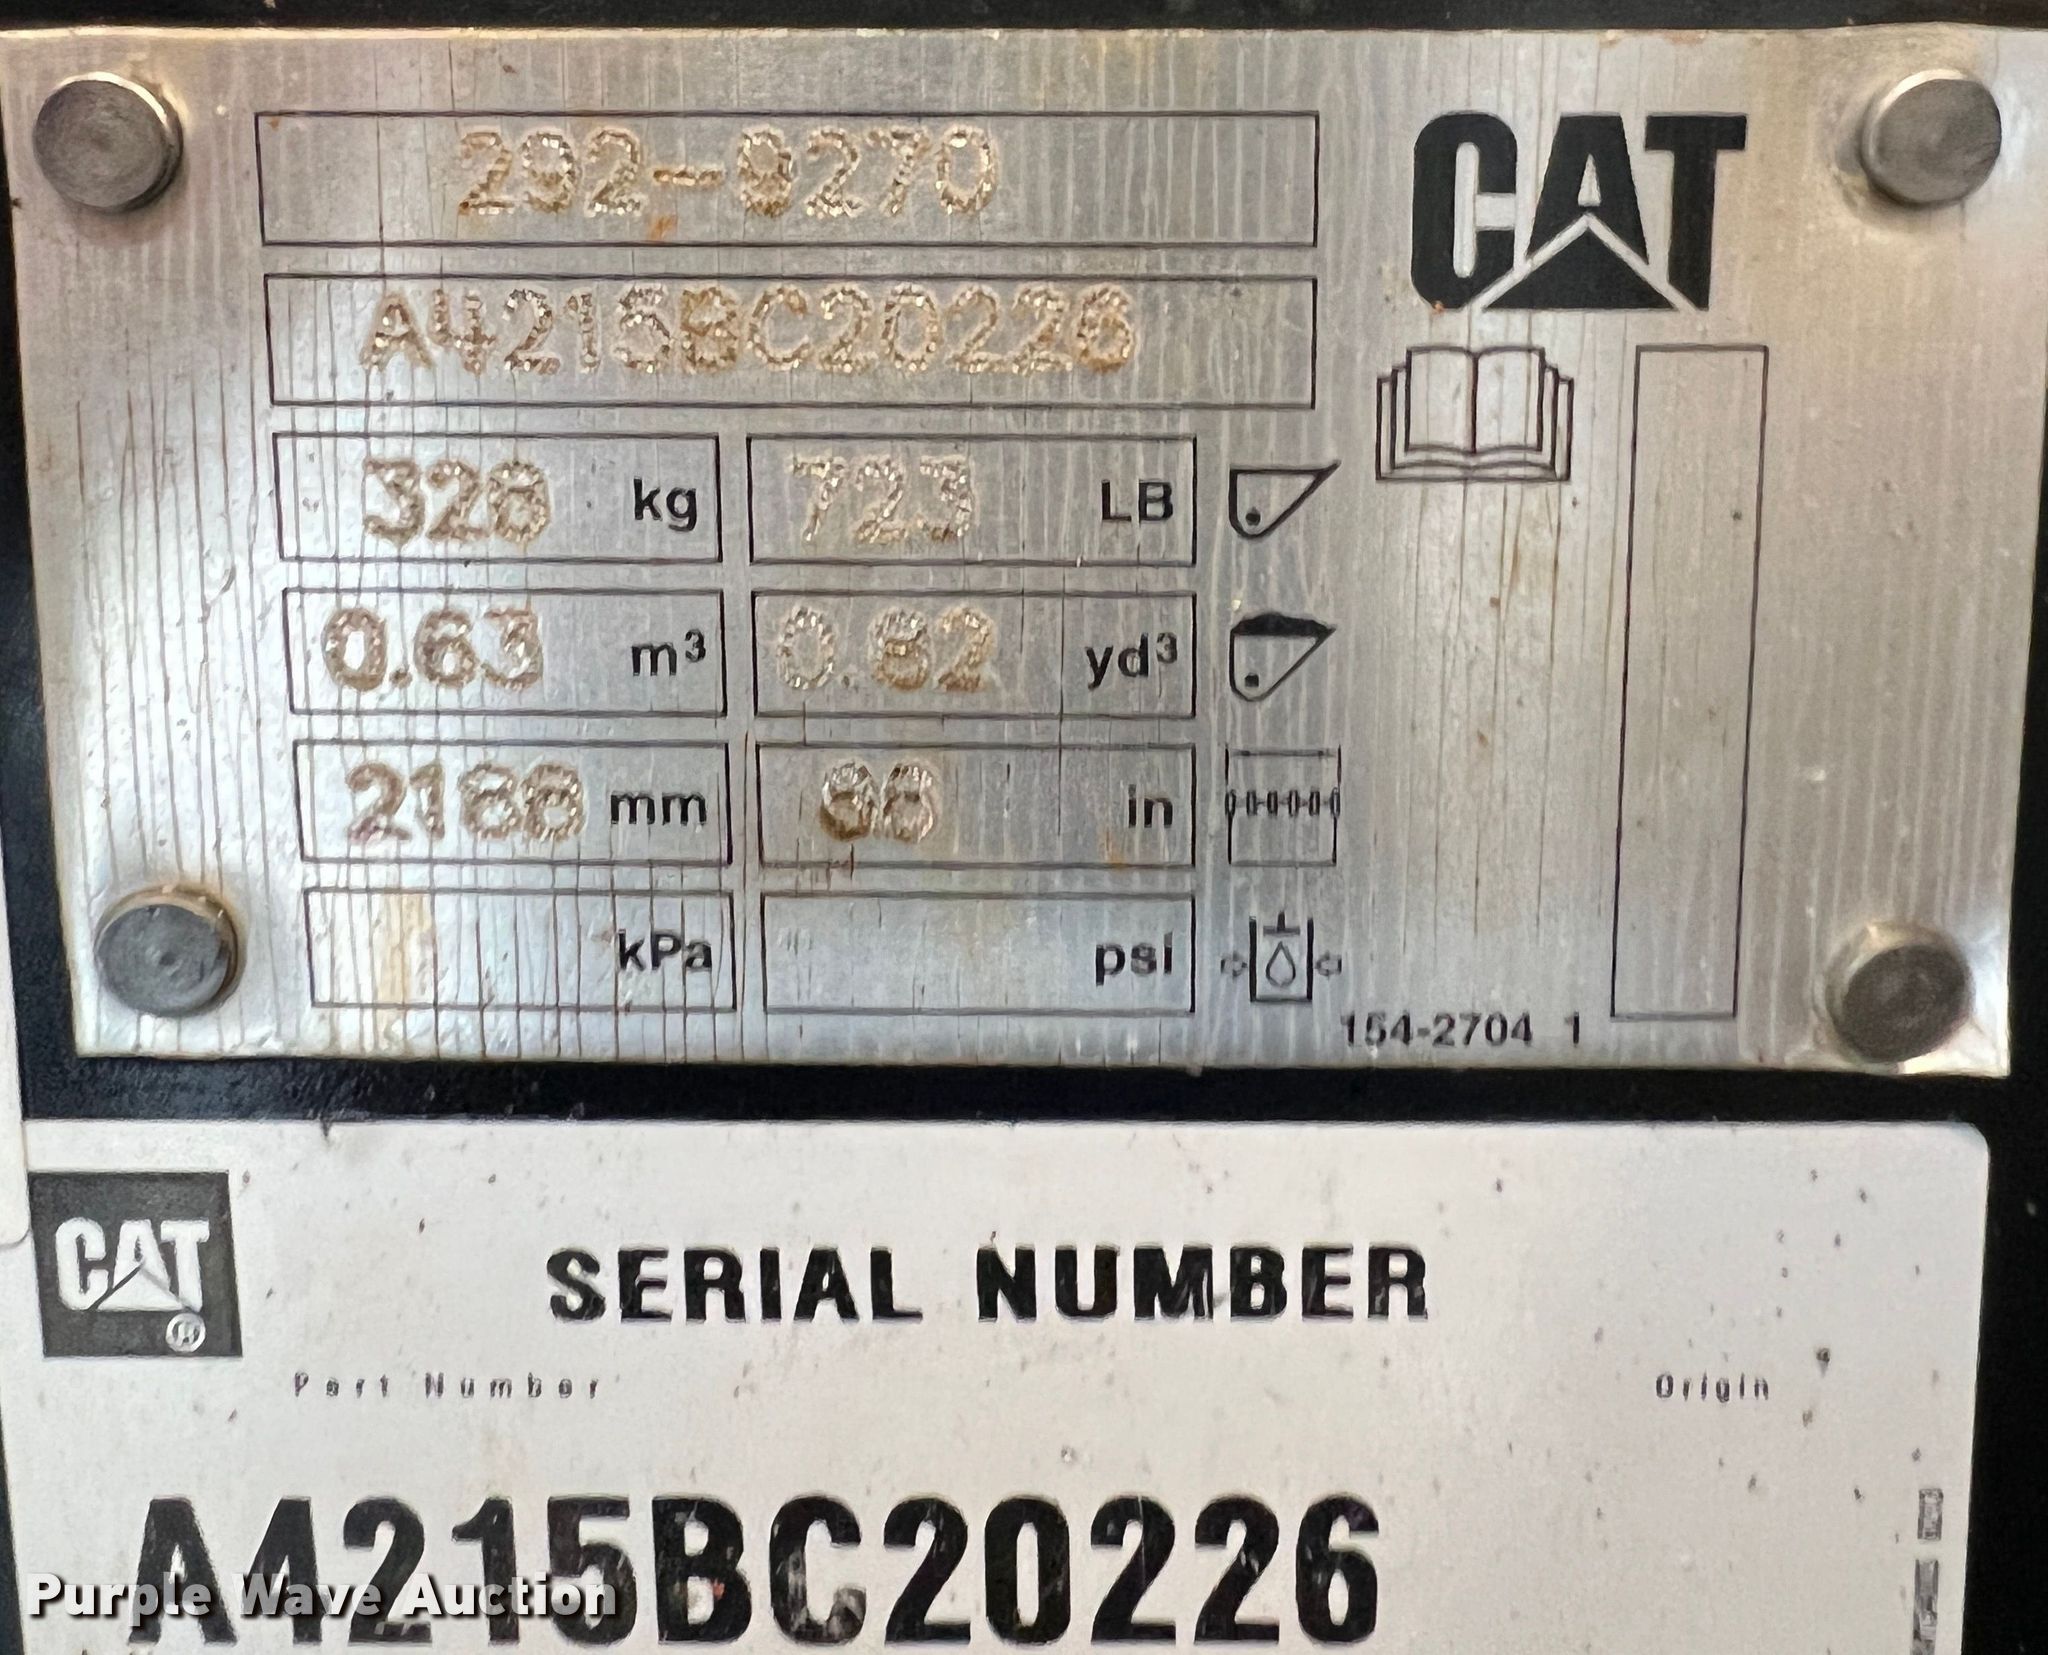 292-9270
CAT
A4215BC20226
328 kg 723 LB
0.63 m³ 0.82 yd³
2188 mm 86 in
kPa psi
154-2704 1
CAT ®
SERIAL NUMBER
Part Number Origin
A4215BC20226
Purple Wave Auction